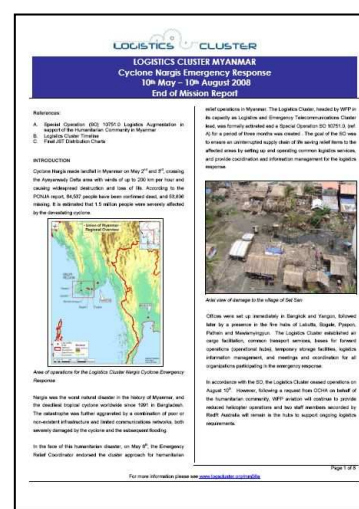 LOGISTICS CLUSTER
LOGISTICS CLUSTER MYANMAR
Cyclone Nargis Emergency Response
10th May – 10th August 2008
End of Mission Report
References:
A. Special Operation (SO) 10751.0 Logistics Augmentation in
support of the Humanitarian Community in Myanmar
B. Logistics Cluster Timeline
C. Final JST Distribution Charts
INTRODUCTION
Cyclone Nargis made landfall in Myanmar on May 2nd and 3rd, crossing
the Ayeyarwady Delta area with winds of up to 200 km per hour and
causing widespread destruction and loss of life. According to the
PONJA report, 84,537 people have been confirmed dead, and 53,836
missing. It is estimated that 1.5 million people were severely affected
by the devastating cyclone.
Union of Myanmar
Regional Overview
Area of operations for the Logistics Cluster Nargis Cyclone Emergency
Response
Nargis was the worst natural disaster in the history of Myanmar, and
the deadliest tropical cyclone worldwide since 1991 in Bangladesh.
The catastrophe was further aggravated by a combination of poor or
non-existent infrastructure and limited communications networks, both
severely damaged by the cyclone and the subsequent flooding.
In the face of this humanitarian disaster, on May 8th, the Emergency
Relief Coordinator endorsed the cluster approach for humanitarian
relief operations in Myanmar. The Logistics Cluster, headed by WFP in
its capacity as Logistics and Emergency Telecommunications Cluster
lead, was formally activated and a Special Operation SO 10751.0, (ref.
A) for a period of three months was created. The goal of the SO was
to ensure an uninterrupted supply chain of life saving relief items to the
affected areas by setting up and operating common logistics services,
and provide coordination and information management for the logistics
response.
Ariel view of damage to the village of Set San
Offices were set up immediately in Bangkok and Yangon, followed
later by a presence in the five hubs of Labutta, Bogale, Pyapon,
Pathein and Mawlamyinggyun. The Logistics Cluster established air
cargo facilitation, common transport services, bases for forward
operations (operational hubs), temporary storage facilities, logistics
information management, and meetings and coordination for all
organizations participating in the emergency response.
In accordance with the SO, the Logistics Cluster ceased operations on
August 10th. However, following a request from OCHA on behalf of
the humanitarian community, WFP aviation will continue to provide
reduced helicopter operations and two staff members seconded by
RedR Australia will remain in the hubs to support ongoing logistics
requirements.
Page 1 of 8
For more information please see